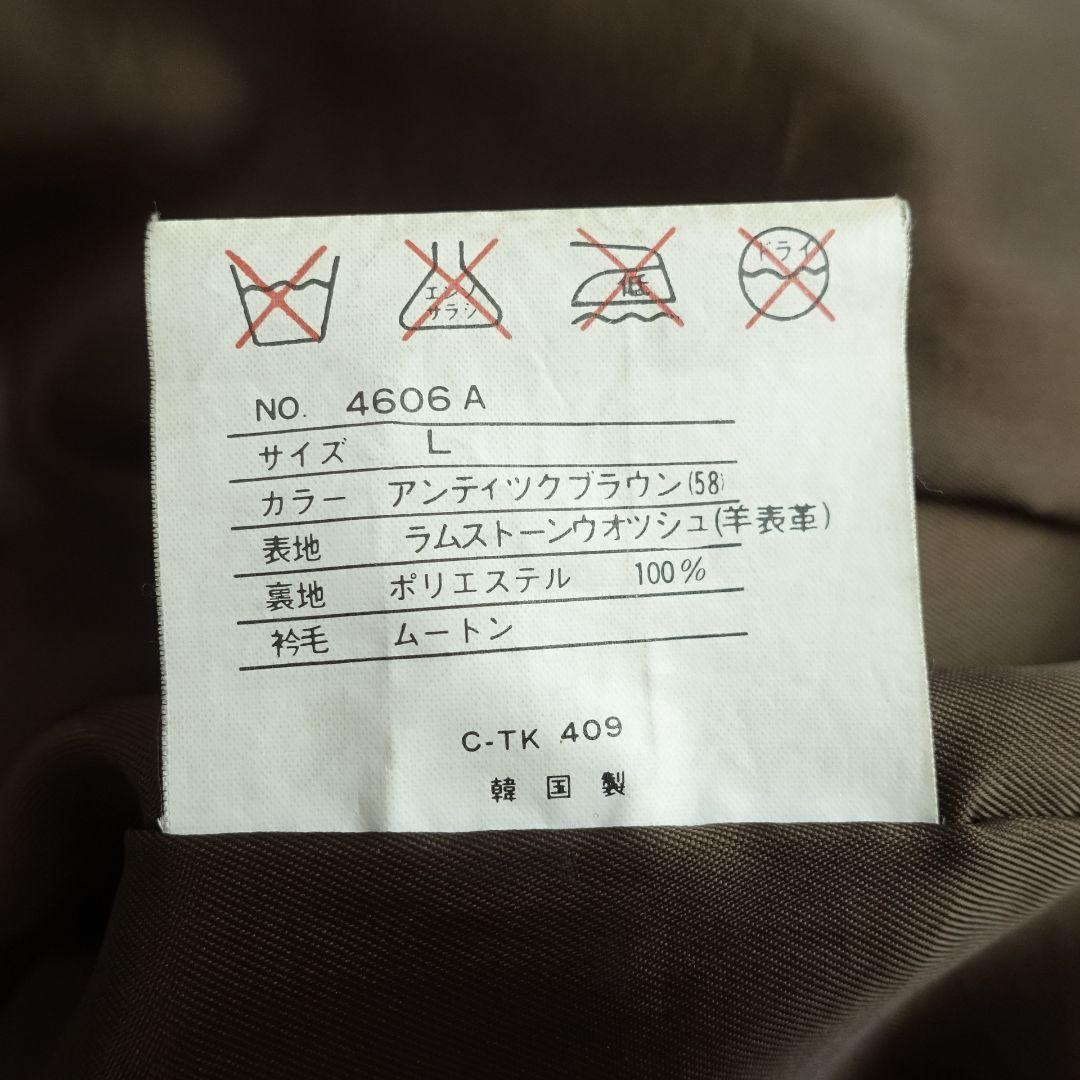 エンソ サラシ
低
ドライ
NO. 4606 A
サイズ L
カラー アンティツクブラウン(58)
表地 ラムストーンウオツシュ(羊表革)
裏地 ポリエステル 100%
衿毛 ムートン
C-TK 409
韓国製